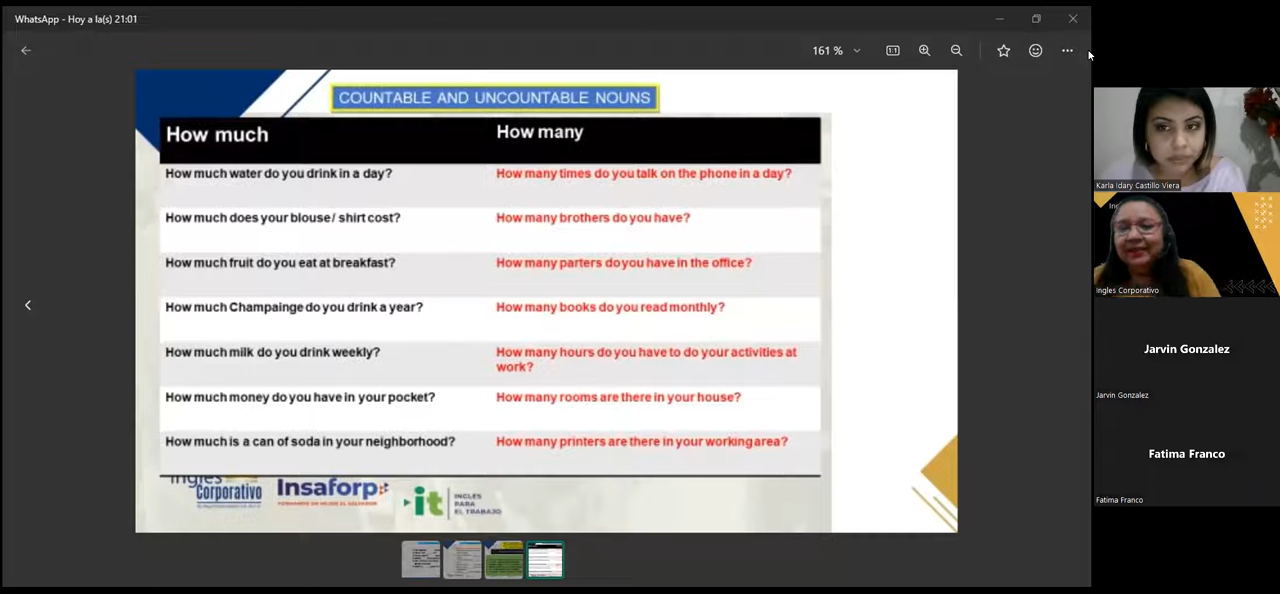 WhatsApp - Hoy a la(s) 21:01
161 %
COUNTABLE AND UNCOUNTABLE NOUNS
How much
How many
How much water do you drink in a day?
How many times do you talk on the phone in a day?
How much does your blouse/ shirt cost?
How many brothers do you have?
How much fruit do you eat at breakfast?
How many parters do you have in the office?
How much Champainge do you drink a year?
How many books do you read monthly?
How much milk do you drink weekly?
How many hours do you have to do your activities at
work?
How much money do you have in your pocket?
How many rooms are there in your house?
How much is a can of soda in your neighborhood?
How many printers are there in your working area?
Ingles
Corporativo
Insaforp
it
INGLES
PARA
EL TRABAJO
Karla Idary Castillo Viera
Ing
Ingles Corporativo
Jarvin Gonzalez
Jarvin Gonzalez
Fatima Franco
Fatima Franco